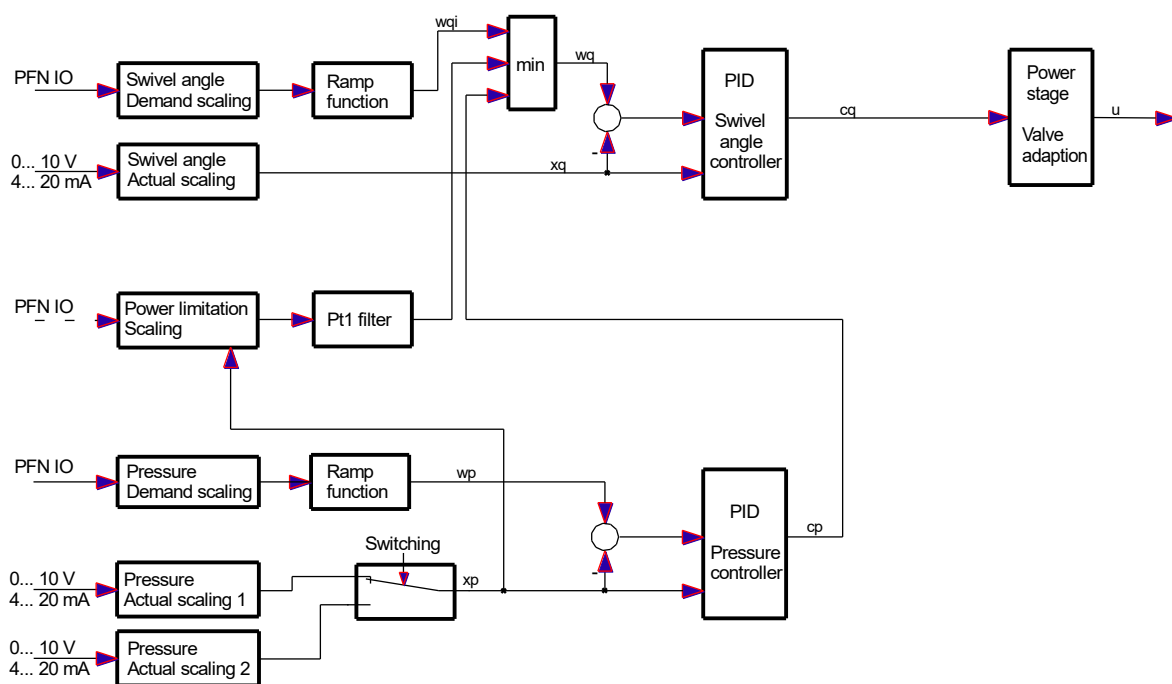 wqi
PFN IO
Swivel angle
Demand scaling
Ramp
function
min
wq
PID
Swivel
angle
controller
cq
Power
stage
Valve
adaption
u
0... 10 V
4... 20 mA
Swivel angle
Actual scaling
xq
-
PFN IO
Power limitation
Scaling
Pt1 filter
PFN IO
Pressure
Demand scaling
Ramp
function
wp
PID
Pressure
controller
cp
Switching
0... 10 V
4... 20 mA
Pressure
Actual scaling 1
xp
-
0... 10 V
4... 20 mA
Pressure
Actual scaling 2